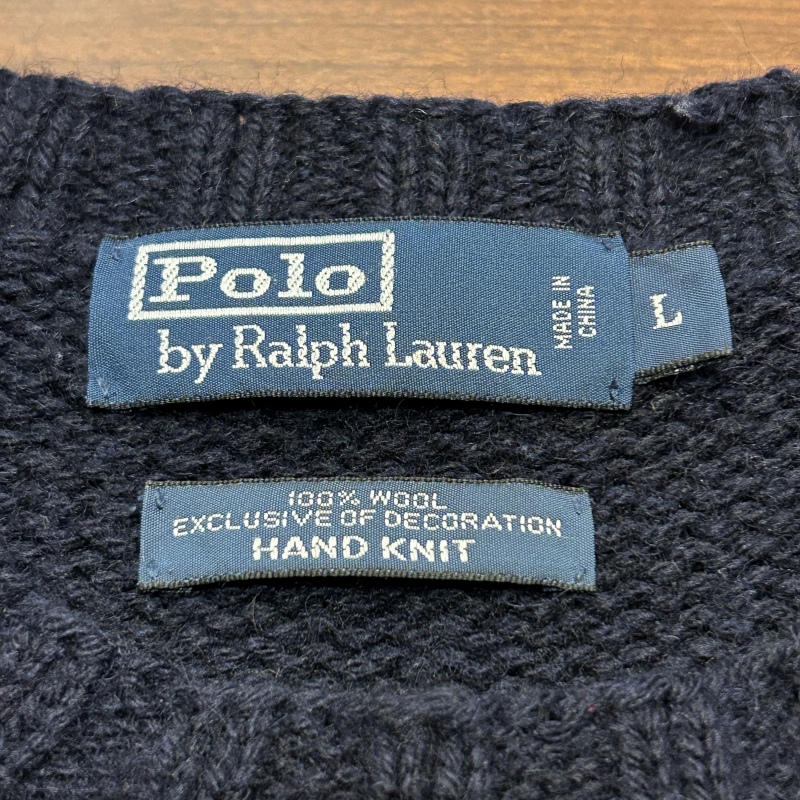 Polo
by Ralph Lauren
MADE IN
CHINA
L
100% WOOL
EXCLUSIVE OF DECORATION
HAND KNIT